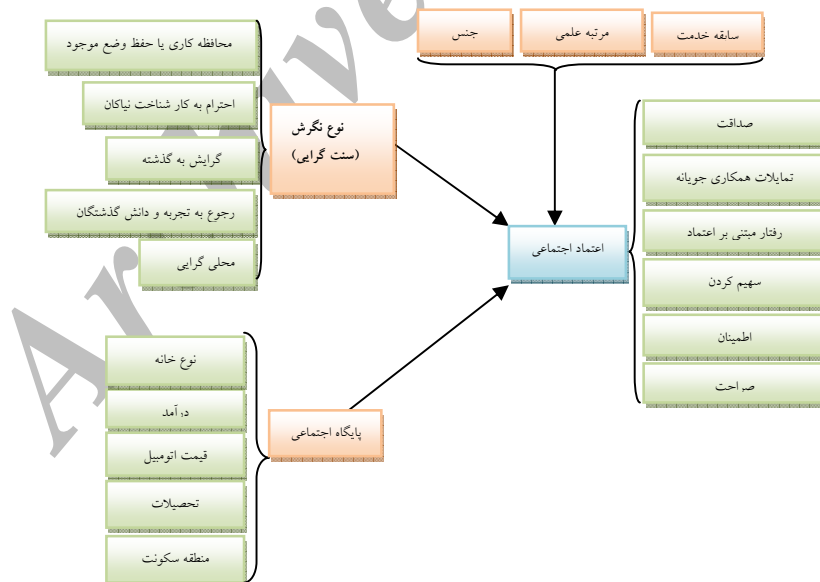 سابقه خدمت
مرتبه علمی
جنس
محافظه کاری یا حفظ وضع موجود
احترام به کار شناخت نیاکان
گرایش به گذشته
رجوع به تجربه و دانش گذشتگان
محلی گرایی
نوع نگرش
(سنت گرایی)
صداقت
تمایلات همکاری جویانه
رفتار مبتنی بر اعتماد
سهیم کردن
اطمینان
صراحت
اعتماد اجتماعی
نوع خانه
درآمد
قیمت اتومبیل
تحصیلات
منطقه سکونت
پایگاه اجتماعی